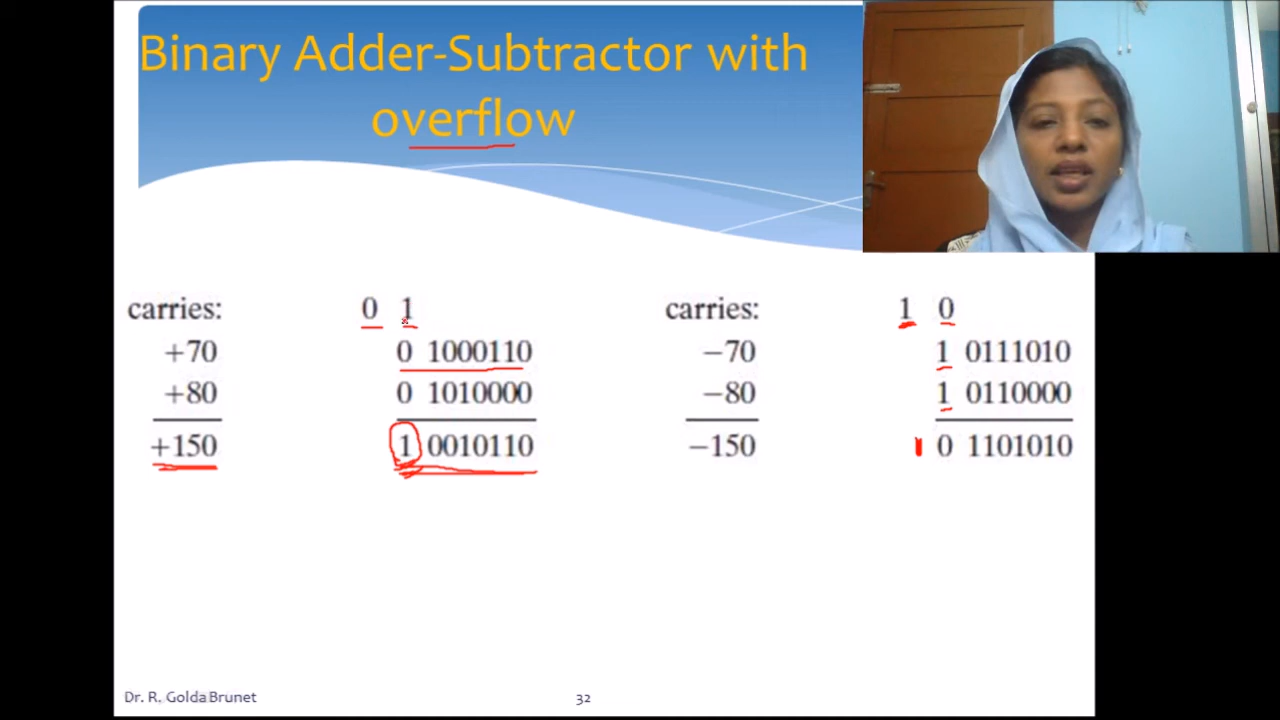 Binary Adder-Subtractor with
overflow
carries: 0 1
+70 0 1000110
+80 0 1010000
+150 1 0010110
carries: 1 0
−70 1 0111010
−80 1 0110000
−150 1 0 1101010
Dr. R. Golda Brunet 32